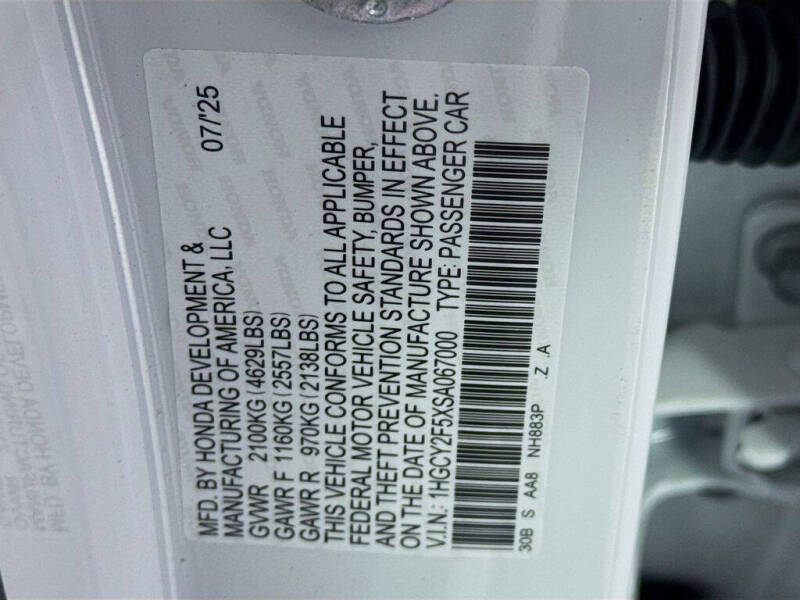 MFD. BY HONDA DEVELOPMENT & 07/'25
MANUFACTURING OF AMERICA, LLC
GVWR 2100KG(4629LBS)
GAWR F 1160KG(2557LBS)
GAWR R 970KG(2138LBS)
THIS VEHICLE CONFORMS TO ALL APPLICABLE
FEDERAL MOTOR VEHICLE SAFETY, BUMPER,
AND THEFT PREVENTION STANDARDS IN EFFECT
ON THE DATE OF MANUFACTURE SHOWN ABOVE.
V.I.N.: 1HGCY2F5XSA067000 TYPE: PASSENGER CAR
30B S AA8 NH883P .Z .A